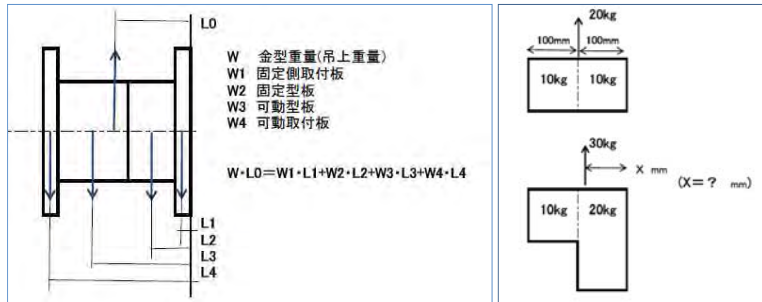 L0
W 金型重量(吊上重量)
W1 固定側取付板
W2 固定型板
W3 可動型板
W4 可動取付板
W・L0=W1・L1+W2・L2+W3・L3+W4・L4
L1
L2
L3
L4
20kg
100mm 100mm
10kg 10kg
30kg
X mm
(X=? mm)
10kg 20kg